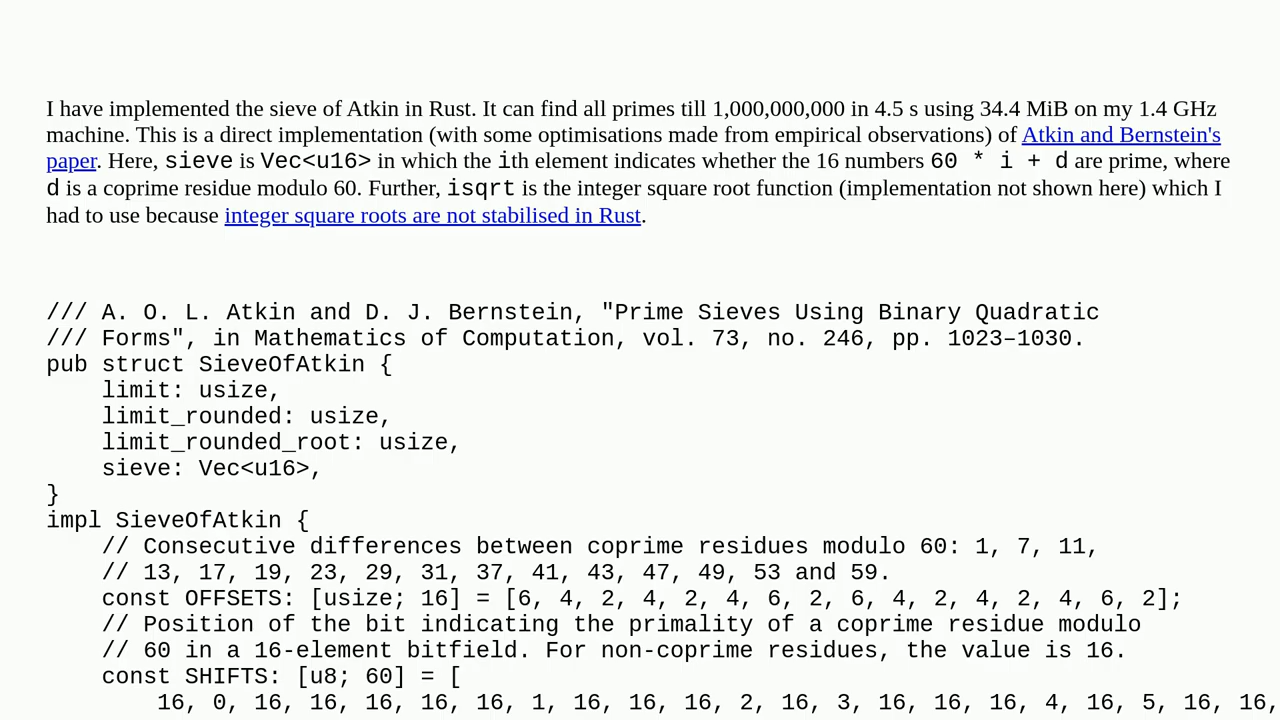 I have implemented the sieve of Atkin in Rust. It can find all primes till 1,000,000,000 in 4.5 s using 34.4 MiB on my 1.4 GHz
machine. This is a direct implementation (with some optimisations made from empirical observations) of Atkin and Bernstein's
paper. Here, sieve is Vec<u16> in which the ith element indicates whether the 16 numbers 60 * i + d are prime, where
d is a coprime residue modulo 60. Further, isqrt is the integer square root function (implementation not shown here) which I
had to use because integer square roots are not stabilised in Rust.
/// A. O. L. Atkin and D. J. Bernstein, "Prime Sieves Using Binary Quadratic
/// Forms", in Mathematics of Computation, vol. 73, no. 246, pp. 1023–1030.
pub struct SieveOfAtkin {
    limit: usize,
    limit_rounded: usize,
    limit_rounded_root: usize,
    sieve: Vec<u16>,
}
impl SieveOfAtkin {
    // Consecutive differences between coprime residues modulo 60: 1, 7, 11,
    // 13, 17, 19, 23, 29, 31, 37, 41, 43, 47, 49, 53 and 59.
    const OFFSETS: [usize; 16] = [6, 4, 2, 4, 2, 4, 6, 2, 6, 4, 2, 4, 2, 4, 6, 2];
    // Position of the bit indicating the primality of a coprime residue modulo
    // 60 in a 16-element bitfield. For non-coprime residues, the value is 16.
    const SHIFTS: [u8; 60] = [
        16, 0, 16, 16, 16, 16, 16, 1, 16, 16, 16, 2, 16, 3, 16, 16, 16, 4, 16, 5, 16, 16,